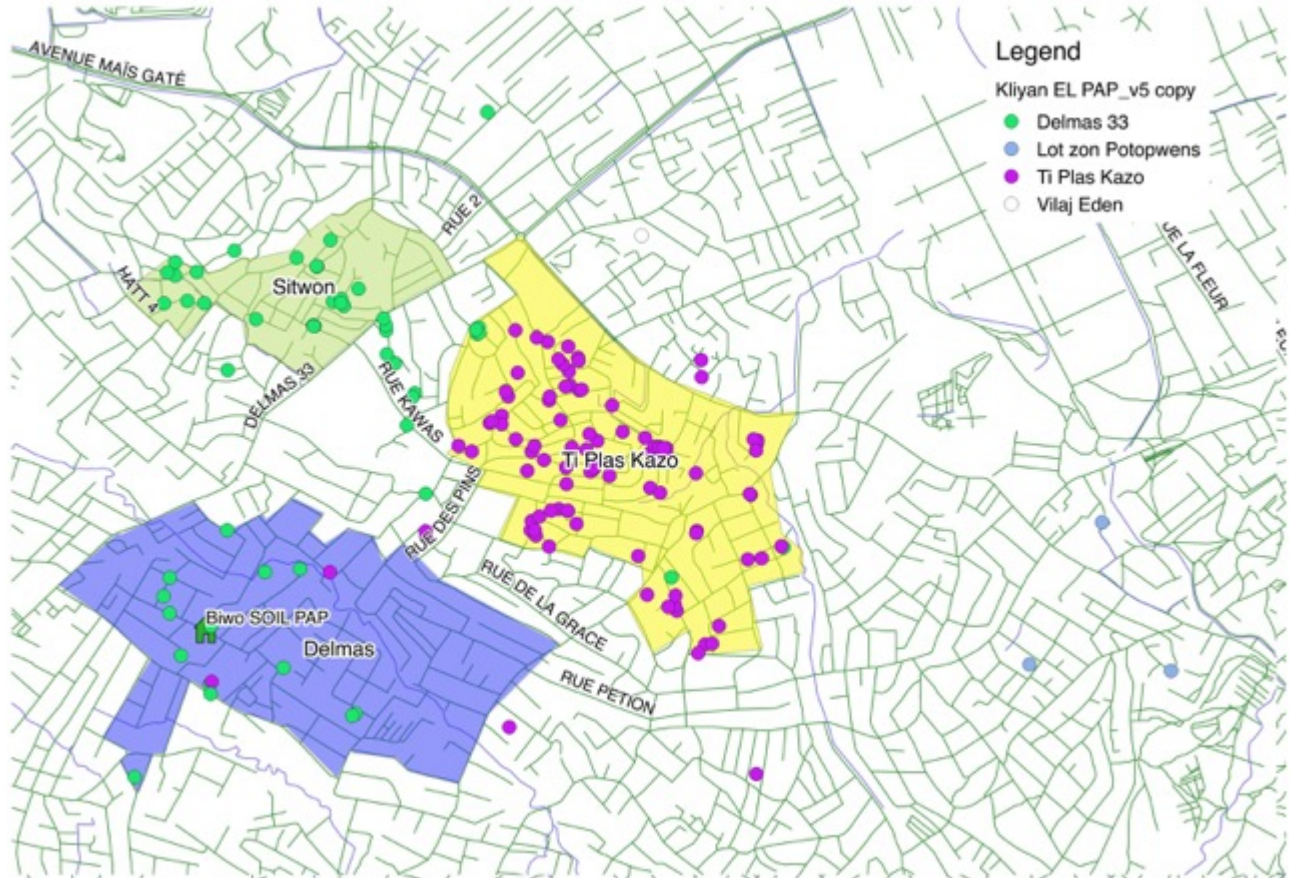 AVENUE MAÏS GATÉ
Legend
Kliyan EL PAP_v5 copy
Delmas 33
Lot zon Potopwens
Ti Plas Kazo
Vilaj Eden
RUE 2
UE LA FLEUR
HATT 4
Sitwon
DELMAS 33
RUE KAWAS
Ti Plas Kazo
RUE DES PINS
RUE DE LA GRACE
Biwo SOIL PAP
Delmas
RUE PETION